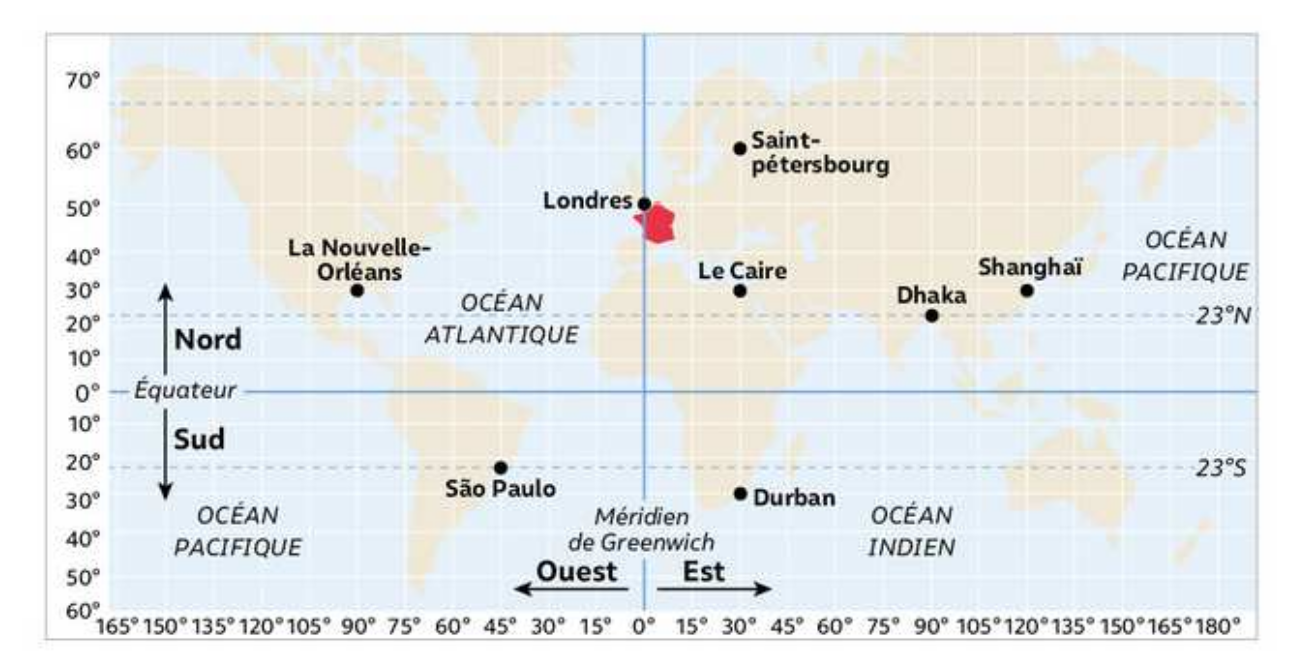 70°
60°
50°
40°
30°
20°
10°
0°
10°
20°
30°
40°
50°
60°
Saint-
pétersbourg
Londres
La Nouvelle-
Orléans
Le Caire
Shanghaï
Dhaka
OCÉAN
PACIFIQUE
OCÉAN
ATLANTIQUE
23°N
Nord
Équateur
Sud
São Paulo
Durban
23°S
OCÉAN
PACIFIQUE
Méridien
de Greenwich
OCÉAN
INDIEN
Ouest Est
165° 150° 135° 120° 105° 90° 75° 60° 45° 30° 15° 0° 15° 30° 45° 60° 75° 90° 105° 120° 135° 150° 165° 180°